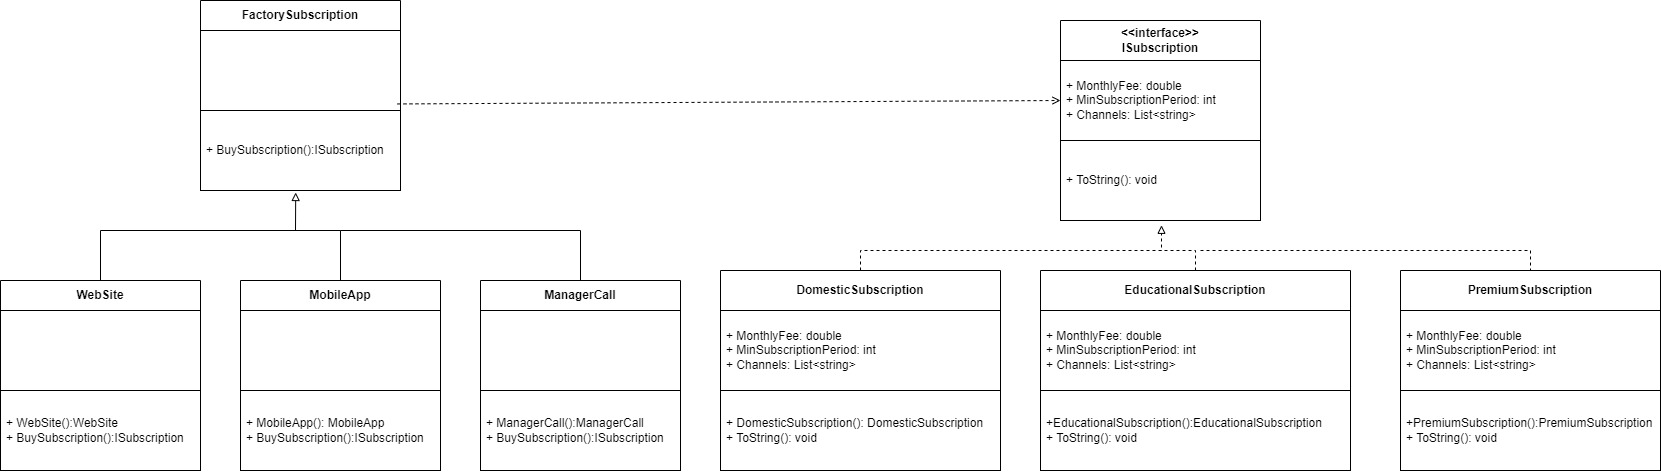 FactorySubscription
+ BuySubscription():ISubscription
<<interface>>
ISubscription
+ MonthlyFee: double
+ MinSubscriptionPeriod: int
+ Channels: List<string>
+ ToString(): void
WebSite
+ WebSite():WebSite
+ BuySubscription():ISubscription
MobileApp
+ MobileApp(): MobileApp
+ BuySubscription():ISubscription
ManagerCall
+ ManagerCall():ManagerCall
+ BuySubscription():ISubscription
DomesticSubscription
+ MonthlyFee: double
+ MinSubscriptionPeriod: int
+ Channels: List<string>
+ DomesticSubscription(): DomesticSubscription
+ ToString(): void
EducationalSubscription
+ MonthlyFee: double
+ MinSubscriptionPeriod: int
+ Channels: List<string>
+EducationalSubscription():EducationalSubscription
+ ToString(): void
PremiumSubscription
+ MonthlyFee: double
+ MinSubscriptionPeriod: int
+ Channels: List<string>
+PremiumSubscription():PremiumSubscription
+ ToString(): void